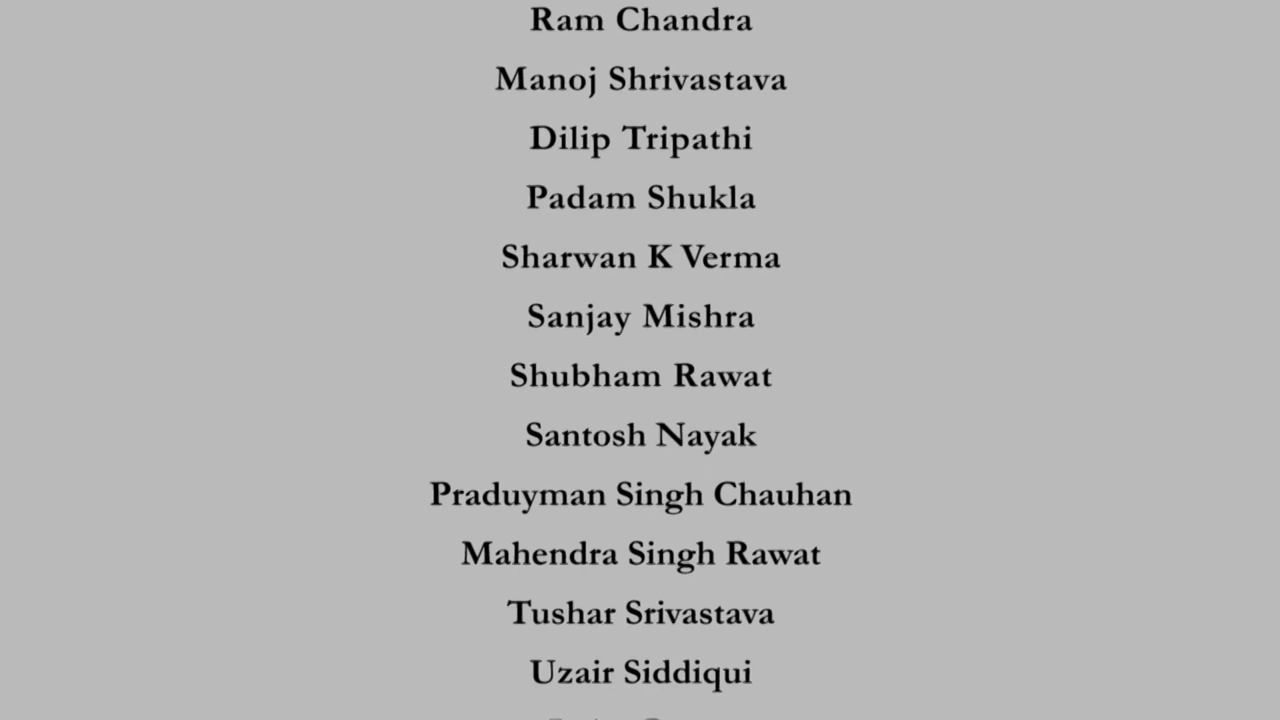 Ram Chandra
Manoj Shrivastava
Dilip Tripathi
Padam Shukla
Sharwan K Verma
Sanjay Mishra
Shubham Rawat
Santosh Nayak
Praduyman Singh Chauhan
Mahendra Singh Rawat
Tushar Srivastava
Uzair Siddiqui